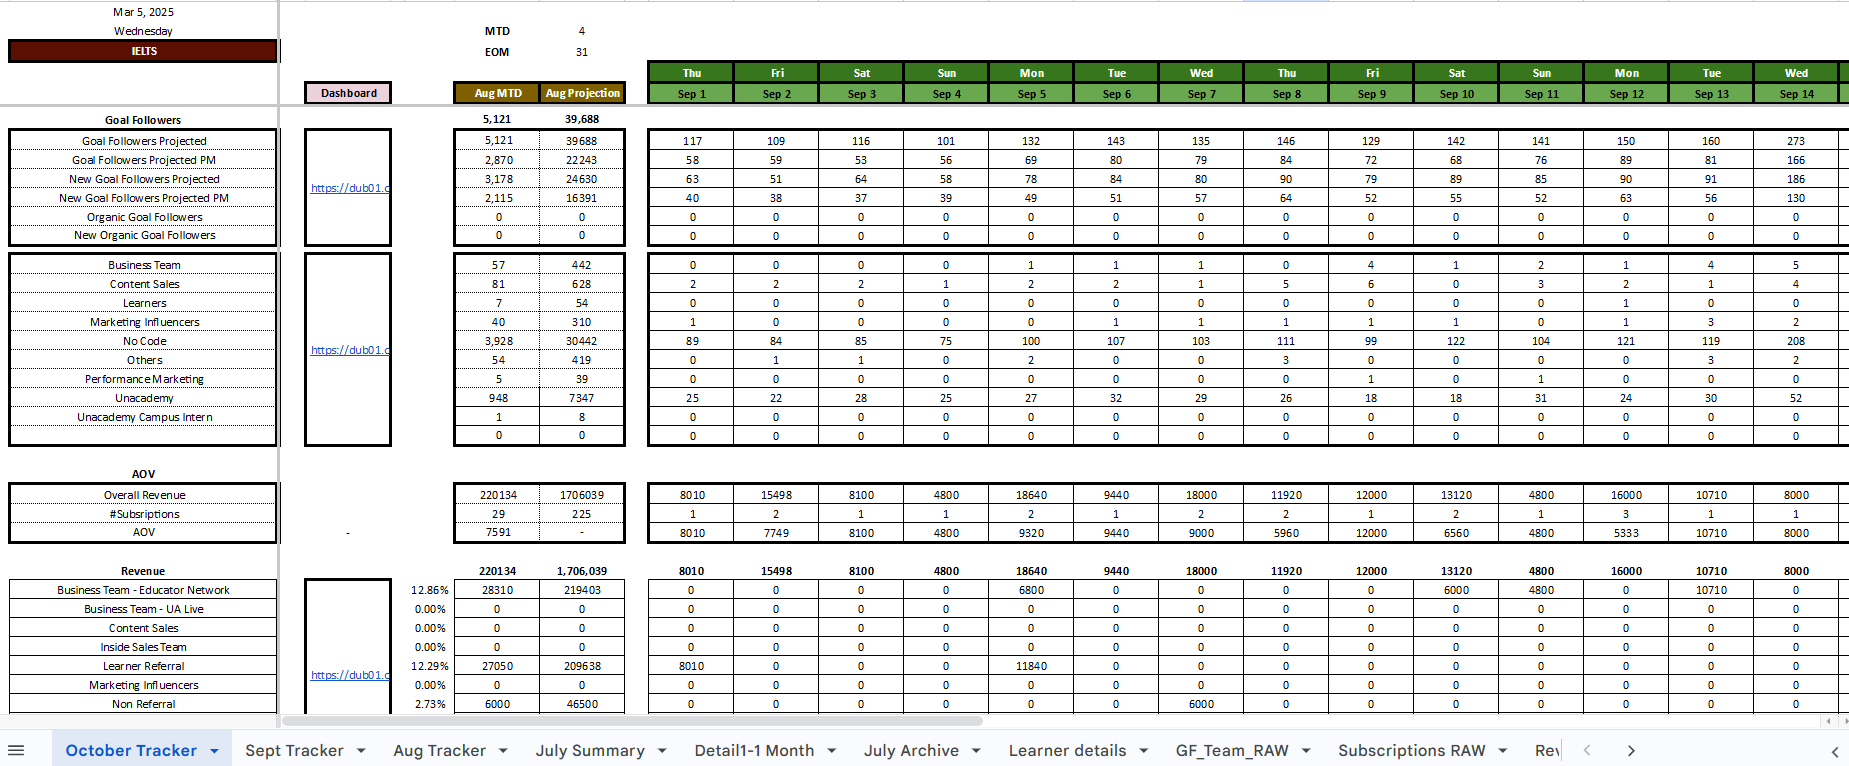 Mar 5, 2025
Wednesday MTD 4
IELTS EOM 31
Thu Fri Sat Sun Mon Tue Wed Thu Fri Sat Sun Mon Tue Wed
Dashboard Aug MTD Aug Projection Sep 1 Sep 2 Sep 3 Sep 4 Sep 5 Sep 6 Sep 7 Sep 8 Sep 9 Sep 10 Sep 11 Sep 12 Sep 13 Sep 14
Goal Followers 5,121 39,688
Goal Followers Projected 5,121 39688 117 109 116 101 132 143 135 146 129 142 141 150 160 273
Goal Followers Projected PM 2,870 22243 58 59 53 56 69 80 79 84 72 68 76 89 81 166
New Goal Followers Projected https://dub01.c 3,178 24630 63 51 64 58 78 84 80 90 79 89 85 90 91 186
New Goal Followers Projected PM 2,115 16391 40 38 37 39 49 51 57 64 52 55 52 63 56 130
Organic Goal Followers 0 0 0 0 0 0 0 0 0 0 0 0 0 0 0 0
New Organic Goal Followers 0 0 0 0 0 0 0 0 0 0 0 0 0 0 0 0
Business Team 57 442 0 0 0 0 1 1 1 0 4 1 2 1 4 5
Content Sales 81 628 2 2 2 1 2 2 1 5 6 0 3 2 1 4
Learners 7 54 0 0 0 0 0 0 0 0 0 0 0 1 0 0
Marketing Influencers 40 310 1 0 0 0 0 1 1 1 1 1 0 1 3 2
No Code https://dub01.c 3,928 30442 89 84 85 75 100 107 103 111 99 122 104 121 119 208
Others 54 419 0 1 1 0 2 0 0 3 0 0 0 0 3 2
Performance Marketing 5 39 0 0 0 0 0 0 0 0 1 0 1 0 0 0
Unacademy 948 7347 25 22 28 25 27 32 29 26 18 18 31 24 30 52
Unacademy Campus Intern 1 8 0 0 0 0 0 0 0 0 0 0 0 0 0 0
0 0 0 0 0 0 0 0 0 0 0 0 0 0 0 0
AOV
Overall Revenue 220134 1706039 8010 15498 8100 4800 18640 9440 18000 11920 12000 13120 4800 16000 10710 8000
#Subsriptions 29 225 1 2 1 1 2 1 2 2 1 2 1 3 1 1
AOV - 7591 - 8010 7749 8100 4800 9320 9440 9000 5960 12000 6560 4800 5333 10710 8000
Revenue 220134 1,706,039 8010 15498 8100 4800 18640 9440 18000 11920 12000 13120 4800 16000 10710 8000
Business Team - Educator Network 12.86% 28310 219403 0 0 0 0 6800 0 0 0 0 6000 4800 0 10710 0
Business Team - UA Live 0.00% 0 0 0 0 0 0 0 0 0 0 0 0 0 0 0 0
Content Sales 0.00% 0 0 0 0 0 0 0 0 0 0 0 0 0 0 0 0
Inside Sales Team 0.00% 0 0 0 0 0 0 0 0 0 0 0 0 0 0 0 0
Learner Referral https://dub01.c 12.29% 27050 209638 8010 0 0 0 11840 0 0 0 0 0 0 0 0 0
Marketing Influencers 0.00% 0 0 0 0 0 0 0 0 0 0 0 0 0 0 0 0
Non Referral 2.73% 6000 46500 0 0 0 0 0 0 6000 0 0 0 0 0 0 0
October Tracker Sept Tracker Aug Tracker July Summary Detail1-1 Month July Archive Learner details GF_Team_RAW Subscriptions RAW Rev